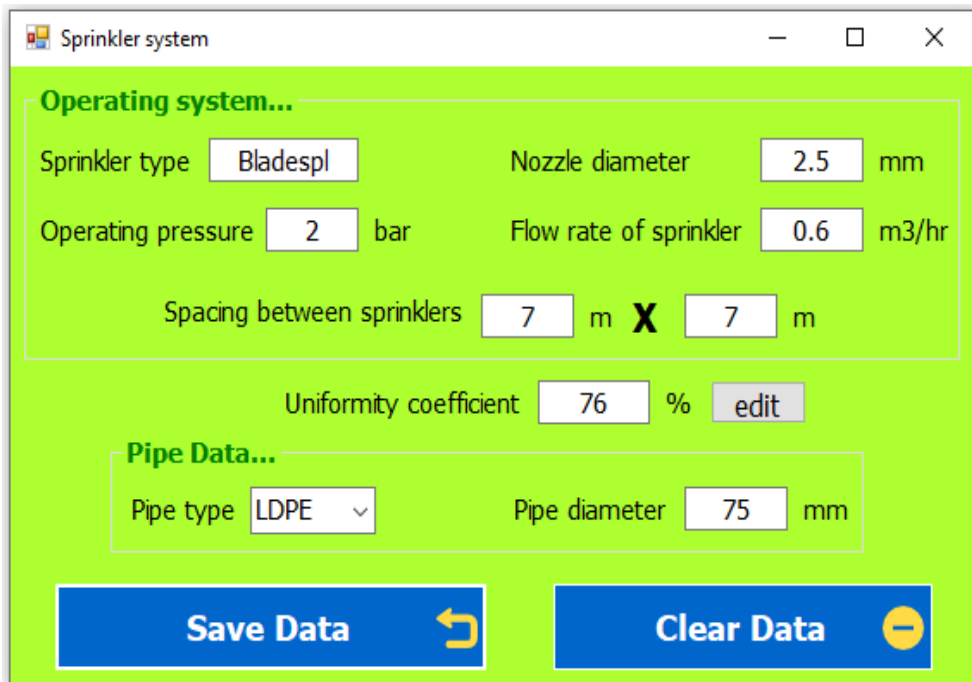 Sprinkler system
Operating system...
Sprinkler type Bladespl Nozzle diameter 2.5 mm
Operating pressure 2 bar Flow rate of sprinkler 0.6 m3/hr
Spacing between sprinklers 7 m X 7 m
Uniformity coefficient 76 % edit
Pipe Data...
Pipe type LDPE Pipe diameter 75 mm
Save Data Clear Data